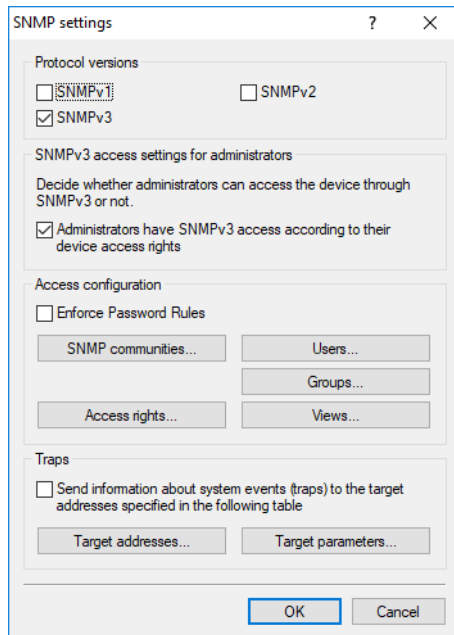 SNMP settings
?
Protocol versions
SNMPv1
SNMPv2
SNMPv3
SNMPv3 access settings for administrators
Decide whether administrators can access the device through
SNMPv3 or not.
Administrators have SNMPv3 access according to their
device access rights
Access configuration
Enforce Password Rules
SNMP communities...
Users...
Groups...
Access rights...
Views...
Traps
Send information about system events (traps) to the target
addresses specified in the following table
Target addresses...
Target parameters...
OK
Cancel